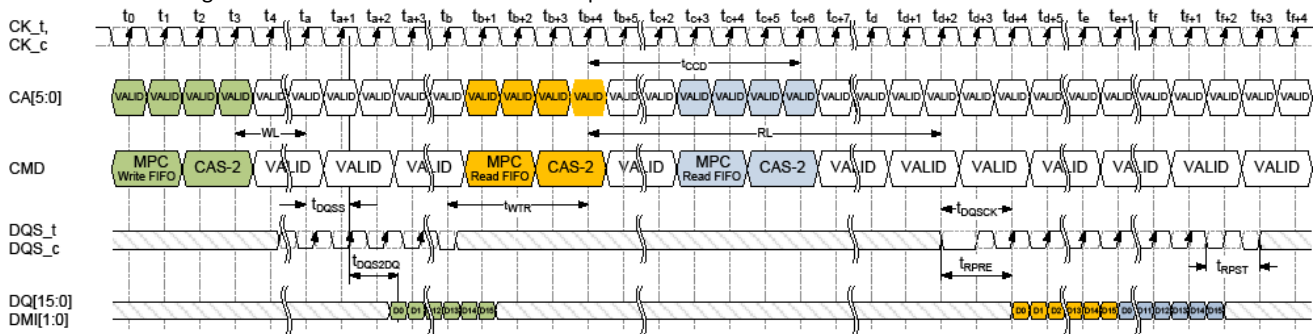 t0 t1 t2 t3 t4 ta ta+1 ta+2 ta+3 tb tb+1 tb+2 tb+3 tb+4 tb+5 tc+2 tc+3 tc+4 tc+5 tc+6 tc+7 td td+1 td+2 td+3 td+4 td+5 te te+1 tf tf+1 tf+2 tf+3 tf+4
CK_t,
CK_c
tCCD
CA[5:0] VALID VALID VALID VALID VALID VALID VALID VALID VALID VALID VALID VALID VALID VALID VALID VALID VALID VALID VALID VALID VALID VALID VALID VALID VALID VALID VALID VALID VALID VALID VALID VALID VALID VALID
WL RL
CMD MPC Write FIFO CAS-2 VALID VALID VALID MPC Read FIFO CAS-2 VALID MPC Read FIFO CAS-2 VALID VALID VALID VALID VALID VALID VALID
tDQSS tWTR tDQSCK
DQS_t
DQS_c
tDQS2DQ tRPRE tRPST
DQ[15:0] D0 D1 D12 D13 D14 D15 D0 D1 D2 D13 D14 D15 D0 D11 D12 D13 D14 D15
DMI[1:0]